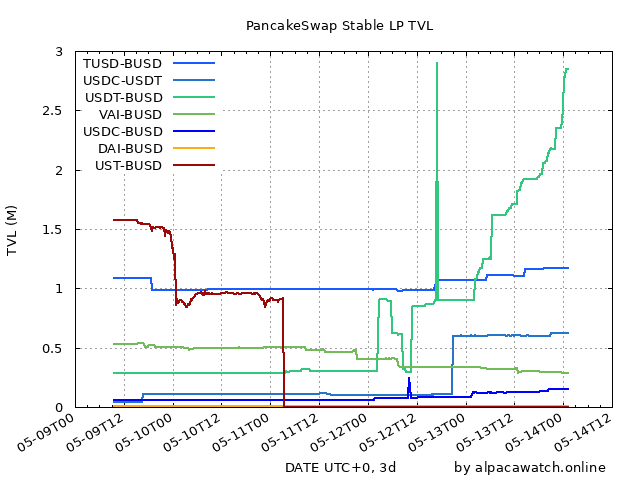 PancakeSwap Stable LP TVL
TUSD-BUSD
USDC-USDT
USDT-BUSD
VAI-BUSD
USDC-BUSD
DAI-BUSD
UST-BUSD
TVL (M)
3
2.5
2
1.5
1
0.5
0
05-09T00
05-09T12
05-10T00
05-10T12
05-11T00
05-11T12
05-12T00
05-12T12
05-13T00
05-13T12
05-14T00
05-14T12
DATE UTC+0, 3d
by alpacawatch.online